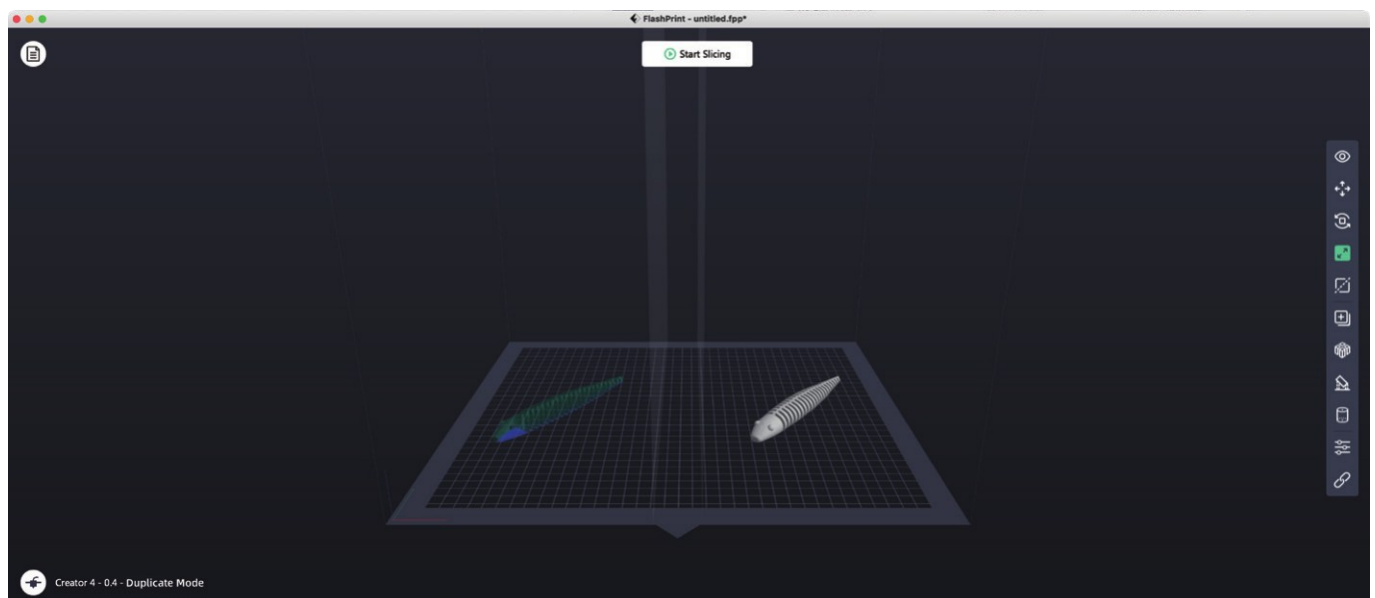 FlashPrint - untitled.fpp*
Start Slicing
Creator 4 - 0.4 - Duplicate Mode